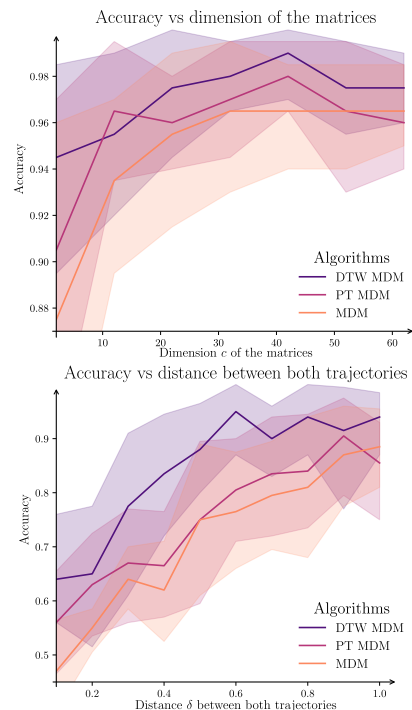 Accuracy vs dimension of the matrices
0.98
0.96
0.94
0.92
0.90
0.88
Accuracy
Algorithms
DTW MDM
PT MDM
MDM
10 20 30 40 50 60
Dimension c of the matrices
Accuracy vs distance between both trajectories
0.9
0.8
0.7
0.6
0.5
Accuracy
Algorithms
DTW MDM
PT MDM
MDM
0.2 0.4 0.6 0.8 1.0
Distance δ between both trajectories